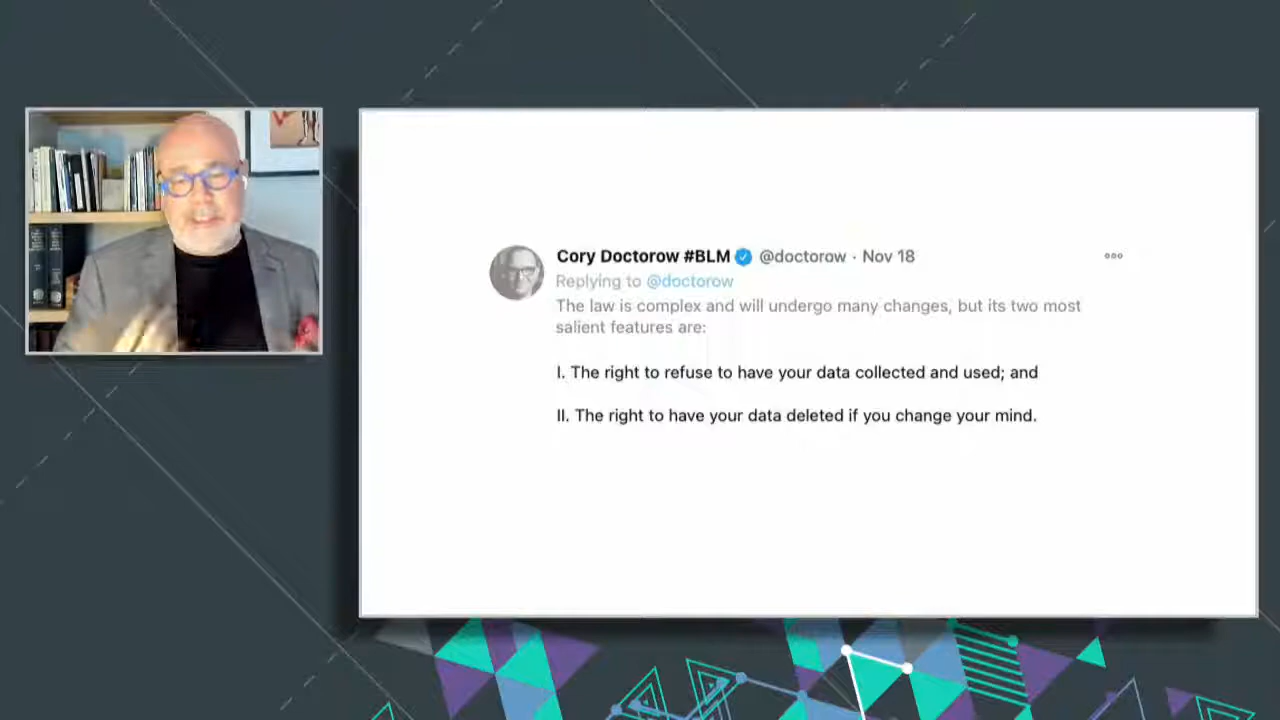 Cory Doctorow #BLM @doctorow · Nov 18
Replying to @doctorow
The law is complex and will undergo many changes, but its two most
salient features are:
I. The right to refuse to have your data collected and used; and
II. The right to have your data deleted if you change your mind.